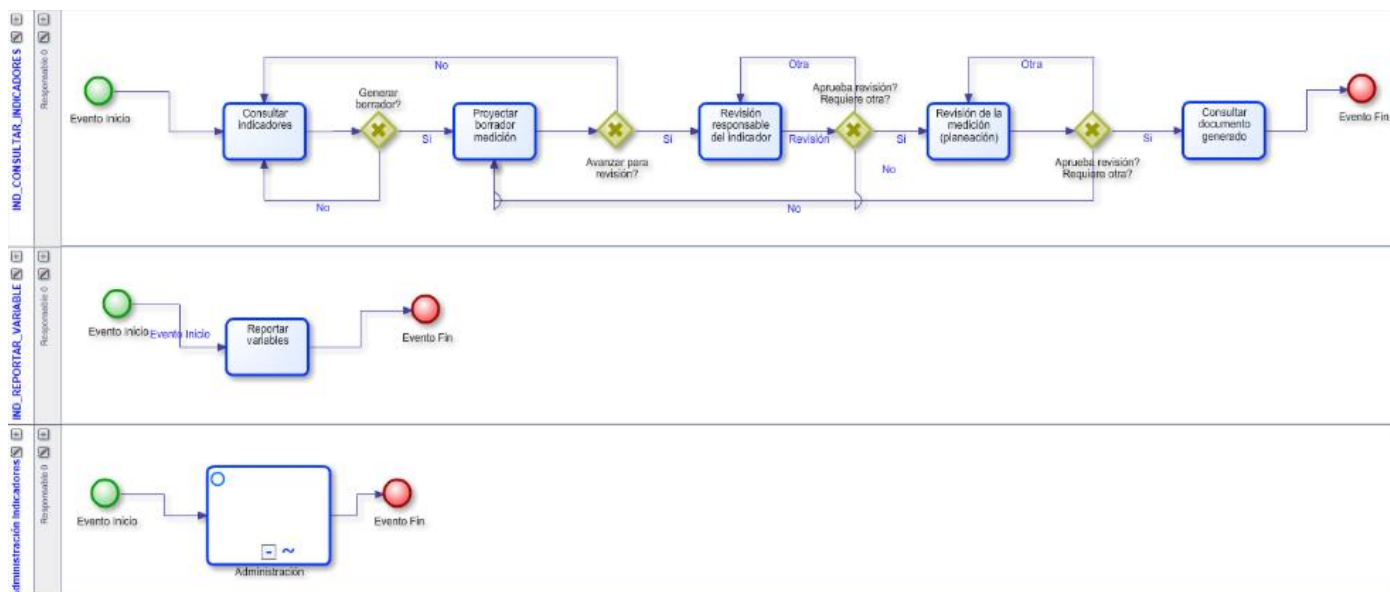 IND_CONSULTAR_INDICADORES
Responsable 0
Evento Inicio
Consultar
indicadores
Generar
borrador?
No
Si
No
Proyectar
borrador
medición
Avanzar para
revisión?
Si
Revisión
responsable
del indicador
Otra
Revisión
Aprueba revisión?
Requiere otra?
Si
No
Revisión de la
medición
(planeación)
Otra
Aprueba revisión?
Requiere otra?
No
Si
Consultar
documento
generado
Evento Fin
IND_REPORTAR_VARIABLE
Responsable 0
Evento Inicio
Evento Inicio
Reportar
variables
Evento Fin
dministración Indicadores
Responsable 0
Evento Inicio
Administración
Evento Fin